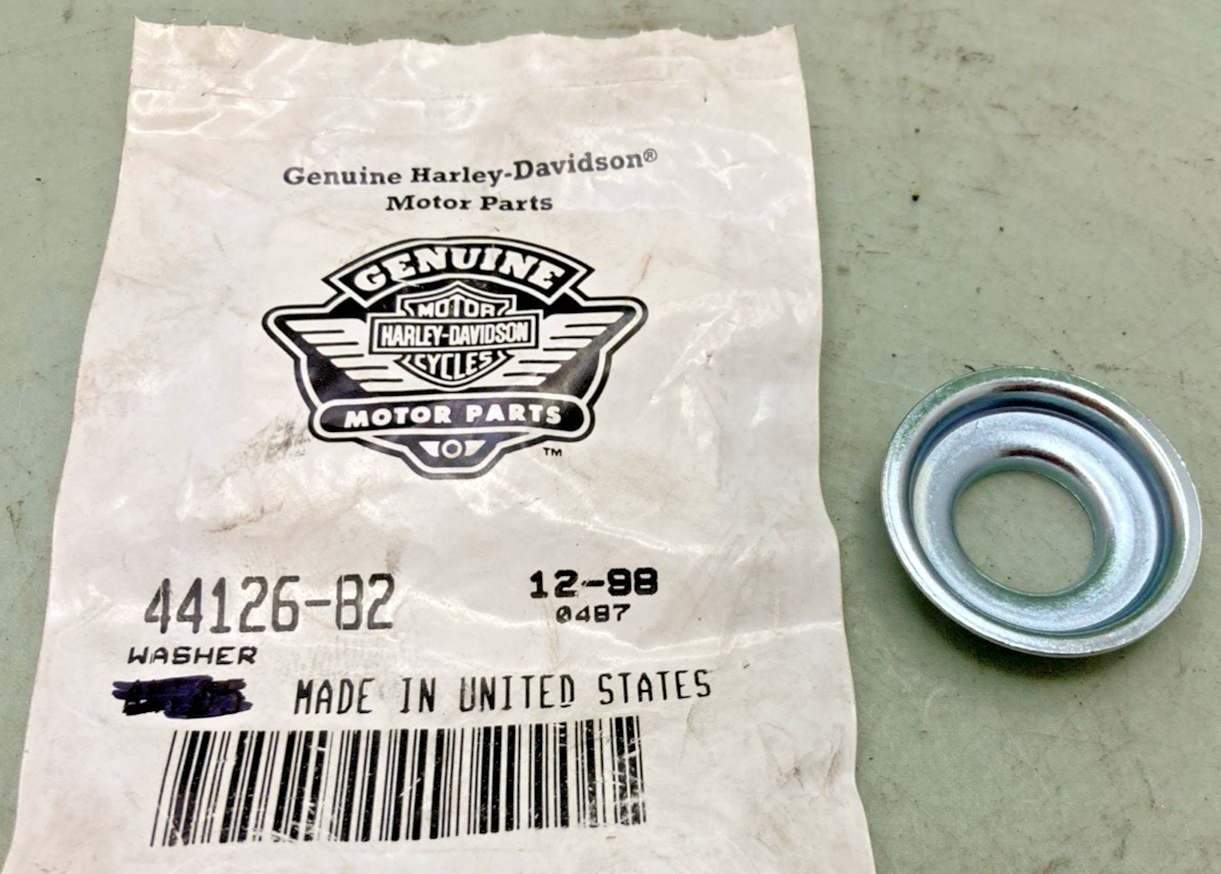 Genuine Harley-Davidson®
Motor Parts
GENUINE
MOTOR
HARLEY-DAVIDSON
CYCLES
MOTOR PARTS
TM
44126-82
12-98
0487
WASHER
MADE IN UNITED STATES